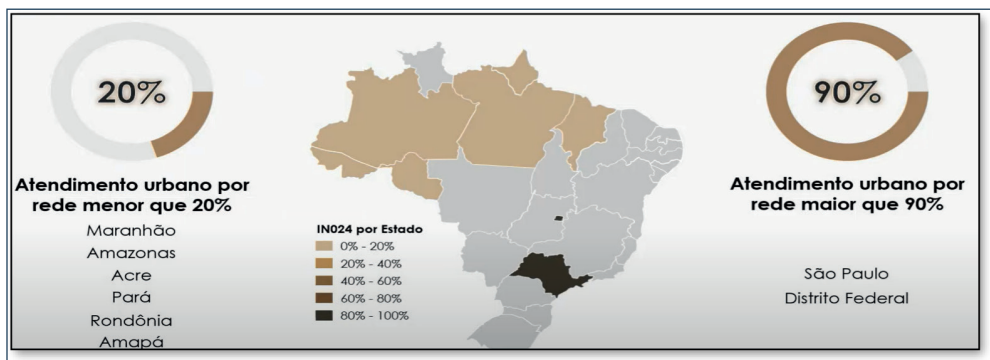 20%
Atendimento urbano por
rede menor que 20%
Maranhão
Amazonas
Acre
Pará
Rondônia
Amapá
IN024 por Estado
0% - 20%
20% - 40%
40% - 60%
60% - 80%
80% - 100%
90%
Atendimento urbano por
rede maior que 90%
São Paulo
Distrito Federal